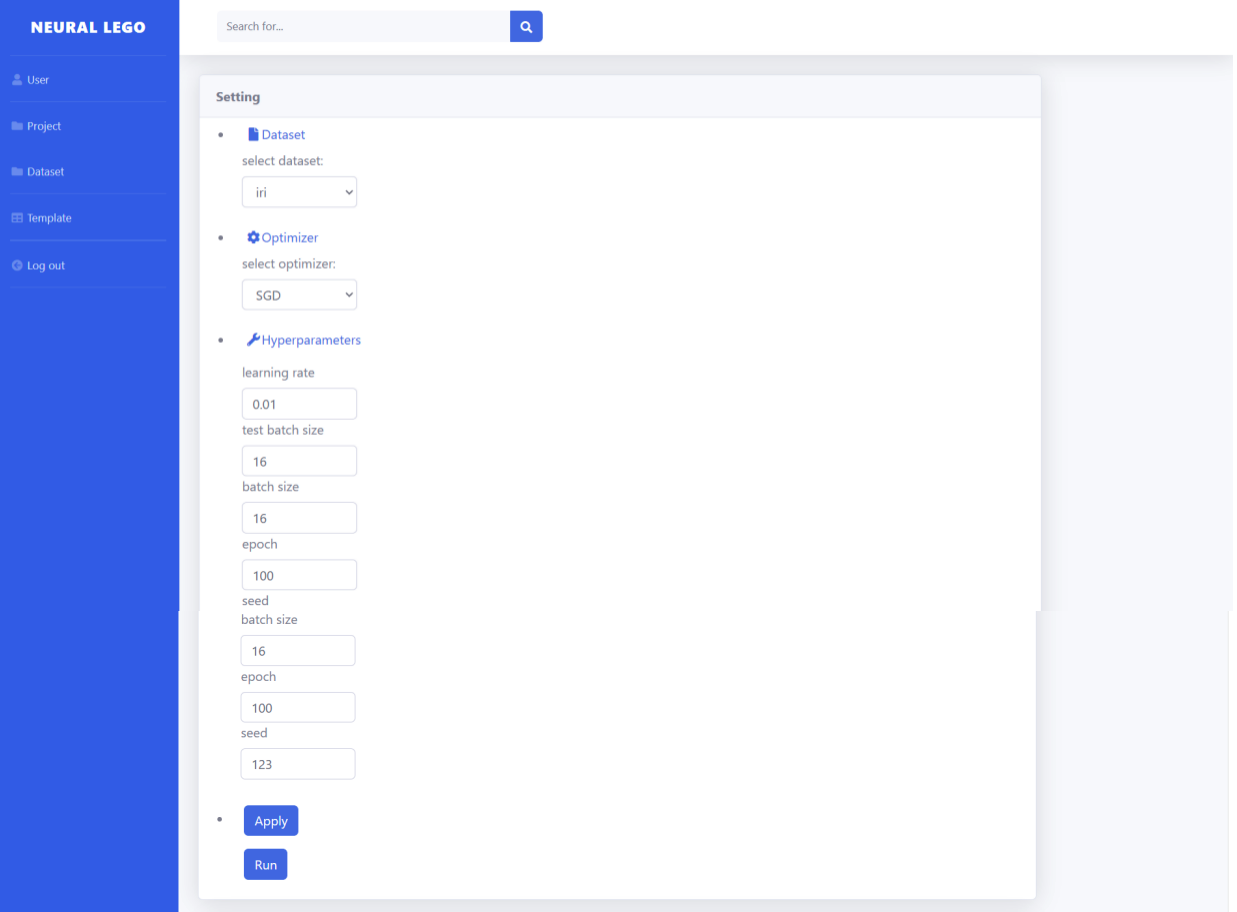 NEURAL LEGO
Search for...
User
Project
Dataset
Template
Log out
Setting
Dataset
select dataset:
iri
Optimizer
select optimizer:
SGD
Hyperparameters
learning rate
0.01
test batch size
16
batch size
16
epoch
100
seed
batch size
16
epoch
100
seed
123
Apply
Run